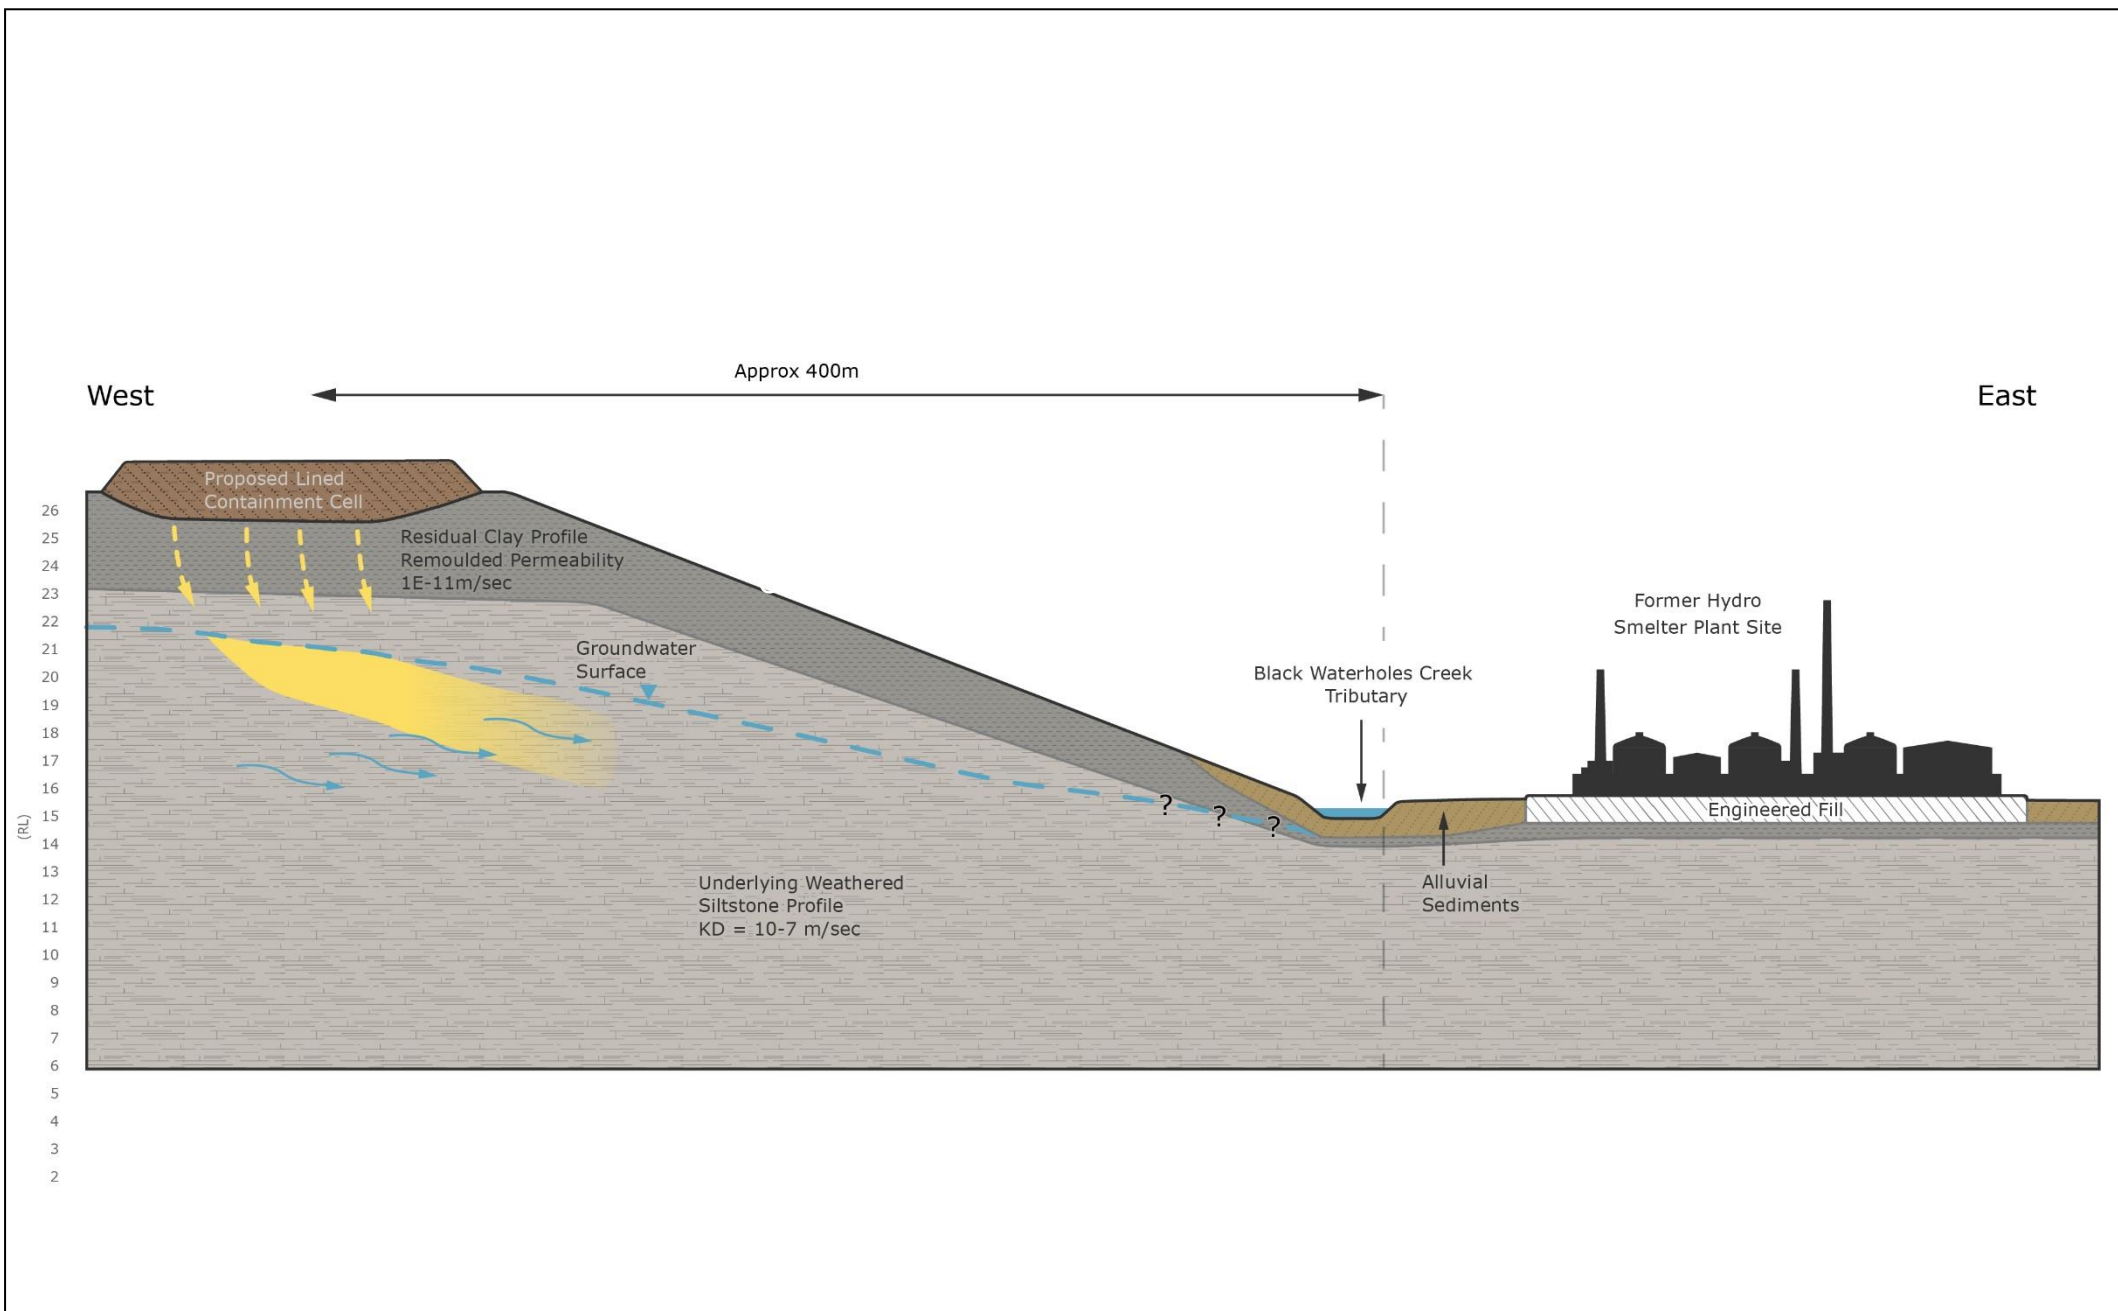 Approx 400m
West
East
Proposed Lined
Containment Cell
Residual Clay Profile
Remoulded Permeability
1E-11m/sec
Groundwater
Surface
Black Waterholes Creek
Tributary
Former Hydro
Smelter Plant Site
Engineered Fill
? ? ?
Alluvial
Sediments
Underlying Weathered
Siltstone Profile
KD = 10-7 m/sec
(RL)
26
25
24
23
22
21
20
19
18
17
16
15
14
13
12
11
10
9
8
7
6
5
4
3
2